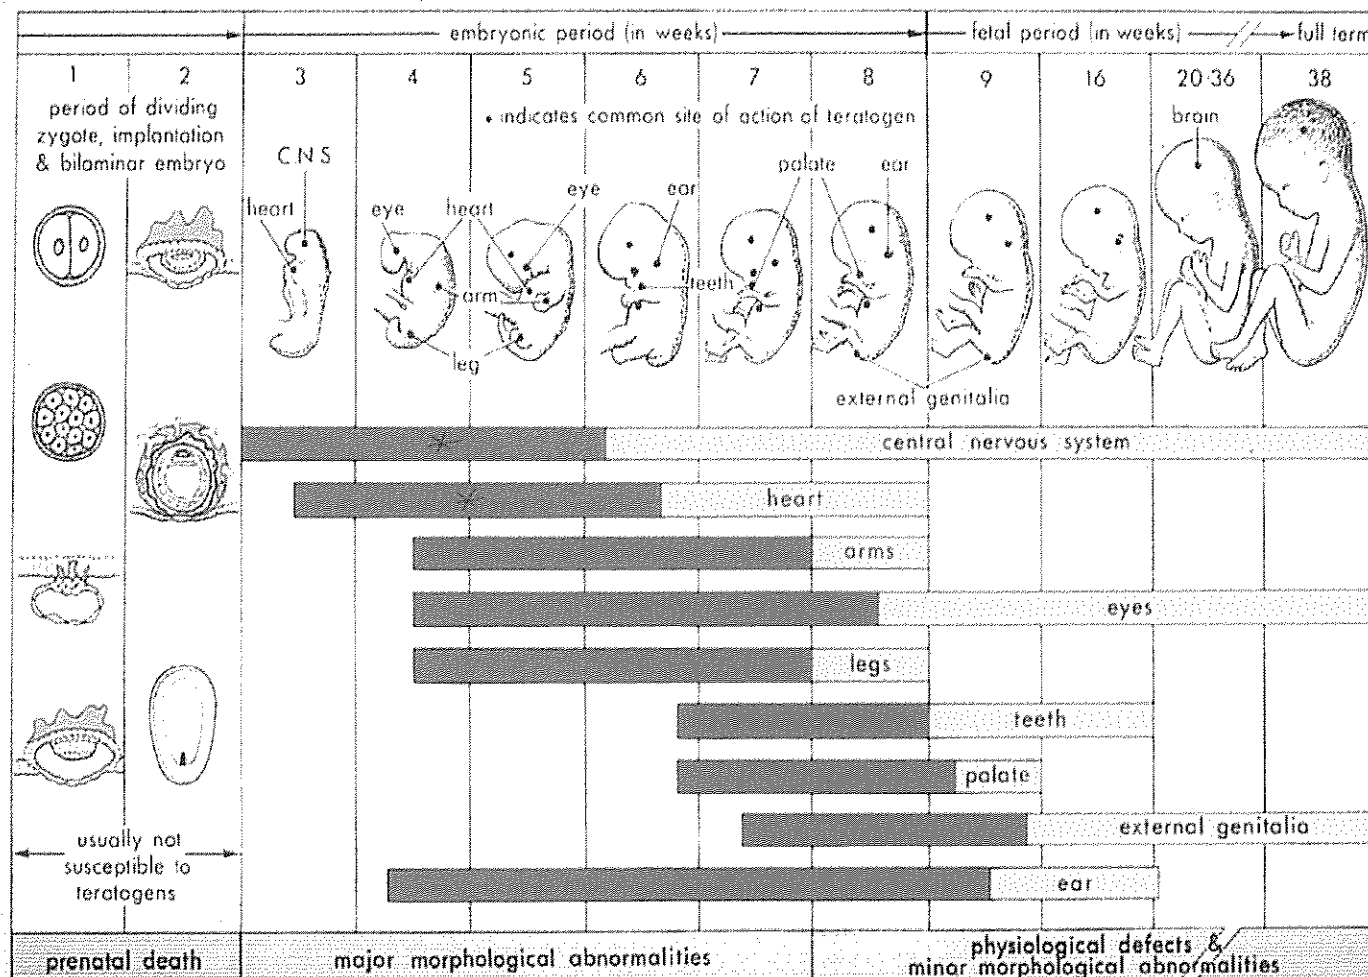 embryonic period (in weeks)
fetal period (in weeks)
full term
1
2
3
4
5
6
7
8
9
16
20-36
38
period of dividing
zygote, implantation
& bilaminar embryo
• indicates common site of action of teratogen
C.N.S
heart
eye
heart
eye
ear
palate
ear
brain
arm
teeth
leg
external genitalia
central nervous system
heart
arms
eyes
legs
teeth
palate
external genitalia
ear
usually not
susceptible to
teratogens
prenatal death
major morphological abnormalities
physiological defects &
minor morphological abnormalities